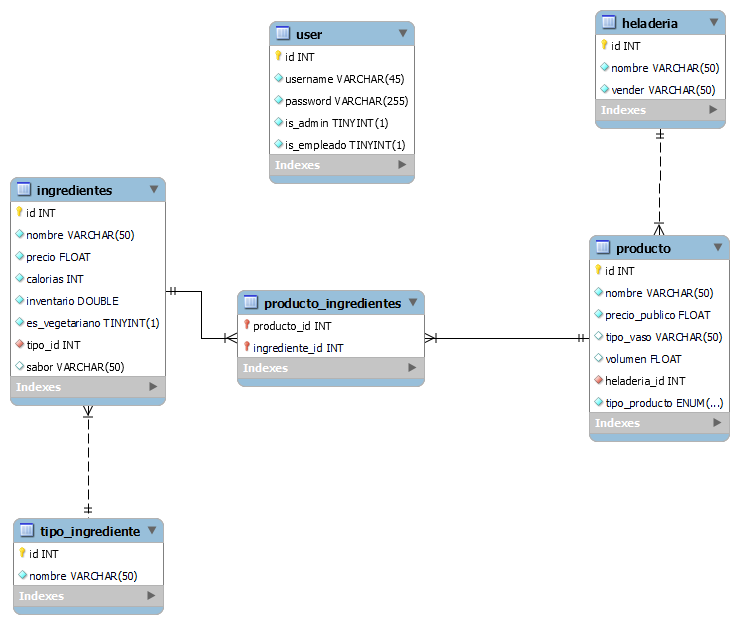 user
id INT
username VARCHAR(45)
password VARCHAR(255)
is_admin TINYINT(1)
is_empleado TINYINT(1)
Indexes
heladeria
id INT
nombre VARCHAR(50)
vender VARCHAR(50)
Indexes
ingredientes
id INT
nombre VARCHAR(50)
precio FLOAT
calorias INT
inventario DOUBLE
es_vegetariano TINYINT(1)
tipo_id INT
sabor VARCHAR(50)
Indexes
producto_ingredientes
producto_id INT
ingrediente_id INT
Indexes
producto
id INT
nombre VARCHAR(50)
precio_publico FLOAT
tipo_vaso VARCHAR(50)
volumen FLOAT
heladeria_id INT
tipo_producto ENUM(...)
Indexes
tipo_ingrediente
id INT
nombre VARCHAR(50)
Indexes